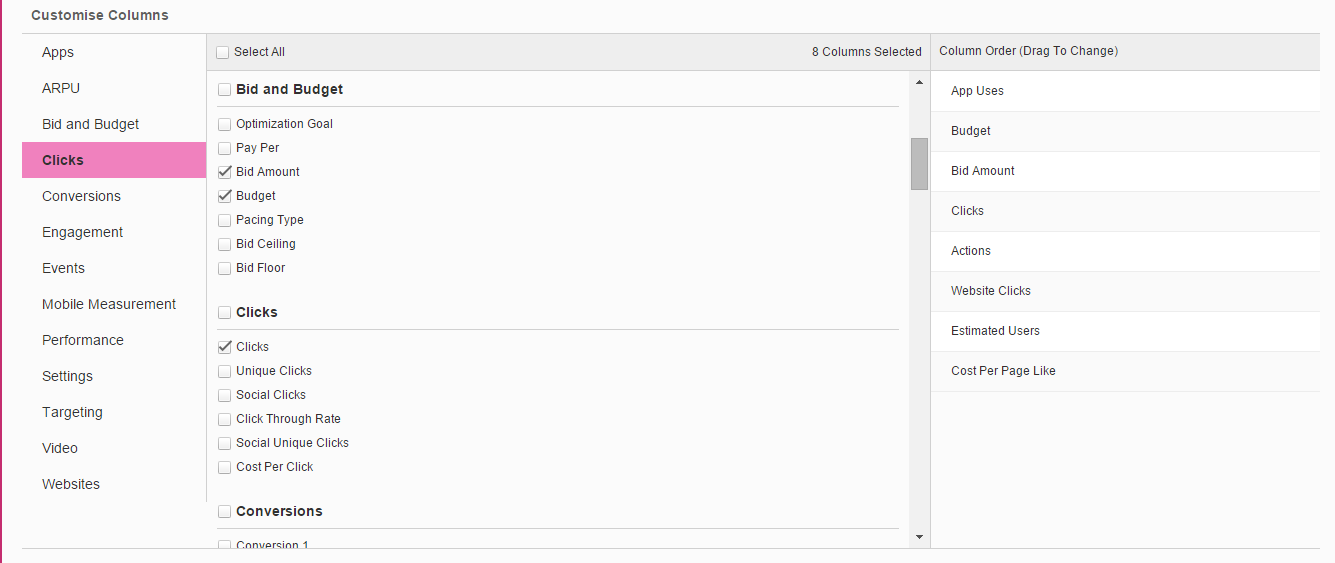 Customise Columns
Apps
ARPU
Bid and Budget
Clicks
Conversions
Engagement
Events
Mobile Measurement
Performance
Settings
Targeting
Video
Websites
Select All
8 Columns Selected
Bid and Budget
Optimization Goal
Pay Per
Bid Amount
Budget
Pacing Type
Bid Ceiling
Bid Floor
Clicks
Clicks
Unique Clicks
Social Clicks
Click Through Rate
Social Unique Clicks
Cost Per Click
Conversions
Conversion 1
Column Order (Drag To Change)
App Uses
Budget
Bid Amount
Clicks
Actions
Website Clicks
Estimated Users
Cost Per Page Like